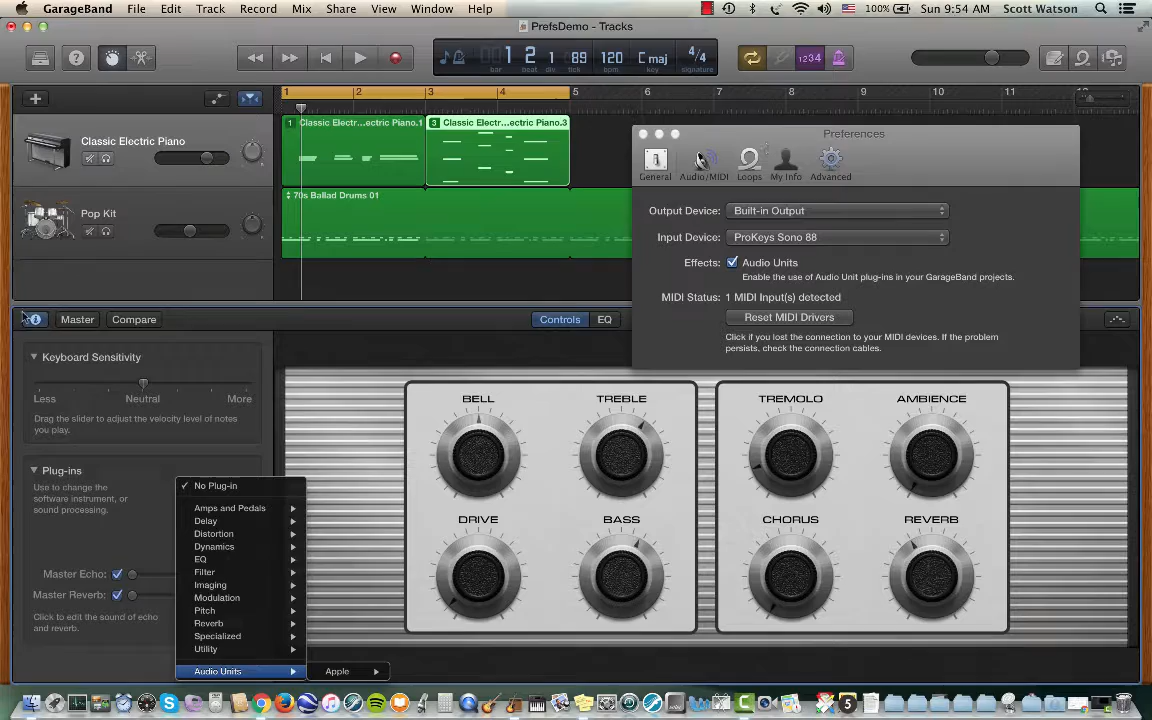 GarageBand File Edit Track Record Mix Share View Window Help 100% Sun 9:54 AM Scott Watson
PrefsDemo - Tracks
1 2 1 89 120 C maj 4/4
bar beat div tick bpm key signature
1234
1 2 3 4 5 6 7 8 9 10 11
Classic Electric Piano
1 Classic Electr...ectric Piano.1
3 Classic Electr...ectric Piano.3
Pop Kit
70s Ballad Drums 01
Preferences
General Audio/MIDI Loops My Info Advanced
Output Device: Built-in Output
Input Device: ProKeys Sono 88
Effects: Audio Units
Enable the use of Audio Unit plug-ins in your GarageBand projects.
MIDI Status: 1 MIDI Input(s) detected
Reset MIDI Drivers
Click if you lost the connection to your MIDI devices. If the problem
persists, check the connection cables.
Master Compare Controls EQ
Keyboard Sensitivity
Less Neutral More
Drag the slider to adjust the velocity level of notes
you play.
Plug-ins
Use to change the
software instrument, or
sound processing.
Master Echo:
Master Reverb:
Click to edit the sound of echo
and reverb.
No Plug-in
Amps and Pedals
Delay
Distortion
Dynamics
EQ
Filter
Imaging
Modulation
Pitch
Reverb
Specialized
Utility
Audio Units
Apple
BELL TREBLE TREMOLO AMBIENCE
DRIVE BASS CHORUS REVERB